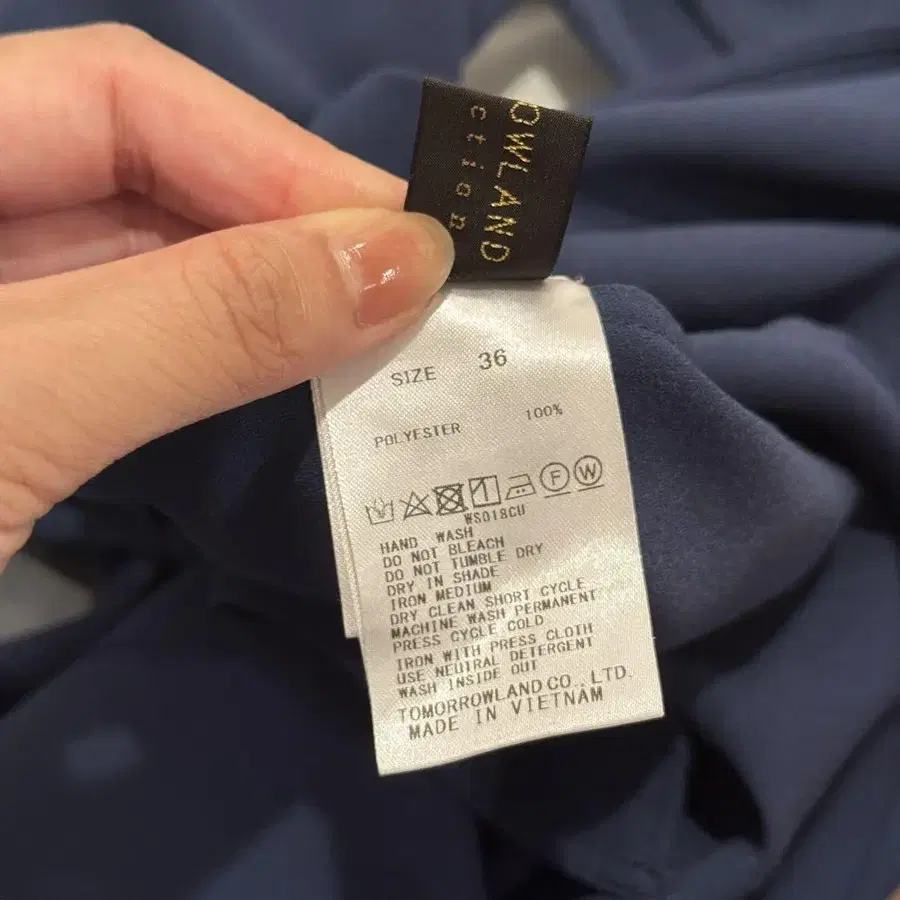 OWLAND
ction
SIZE 36
POLYESTER 100%
F W
WS018CU
HAND WASH
DO NOT BLEACH
DO NOT TUMBLE DRY
DRY IN SHADE
IRON MEDIUM
DRY CLEAN SHORT CYCLE
MACHINE WASH PERMANENT
PRESS CYCLE COLD
IRON WITH PRESS CLOTH
USE NEUTRAL DETERGENT
WASH INSIDE OUT
TOMORROWLAND CO., LTD.
MADE IN VIETNAM